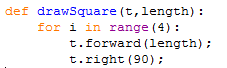 def drawSquare(t,length):
    for i in range(4):
        t.forward(length);
        t.right(90);